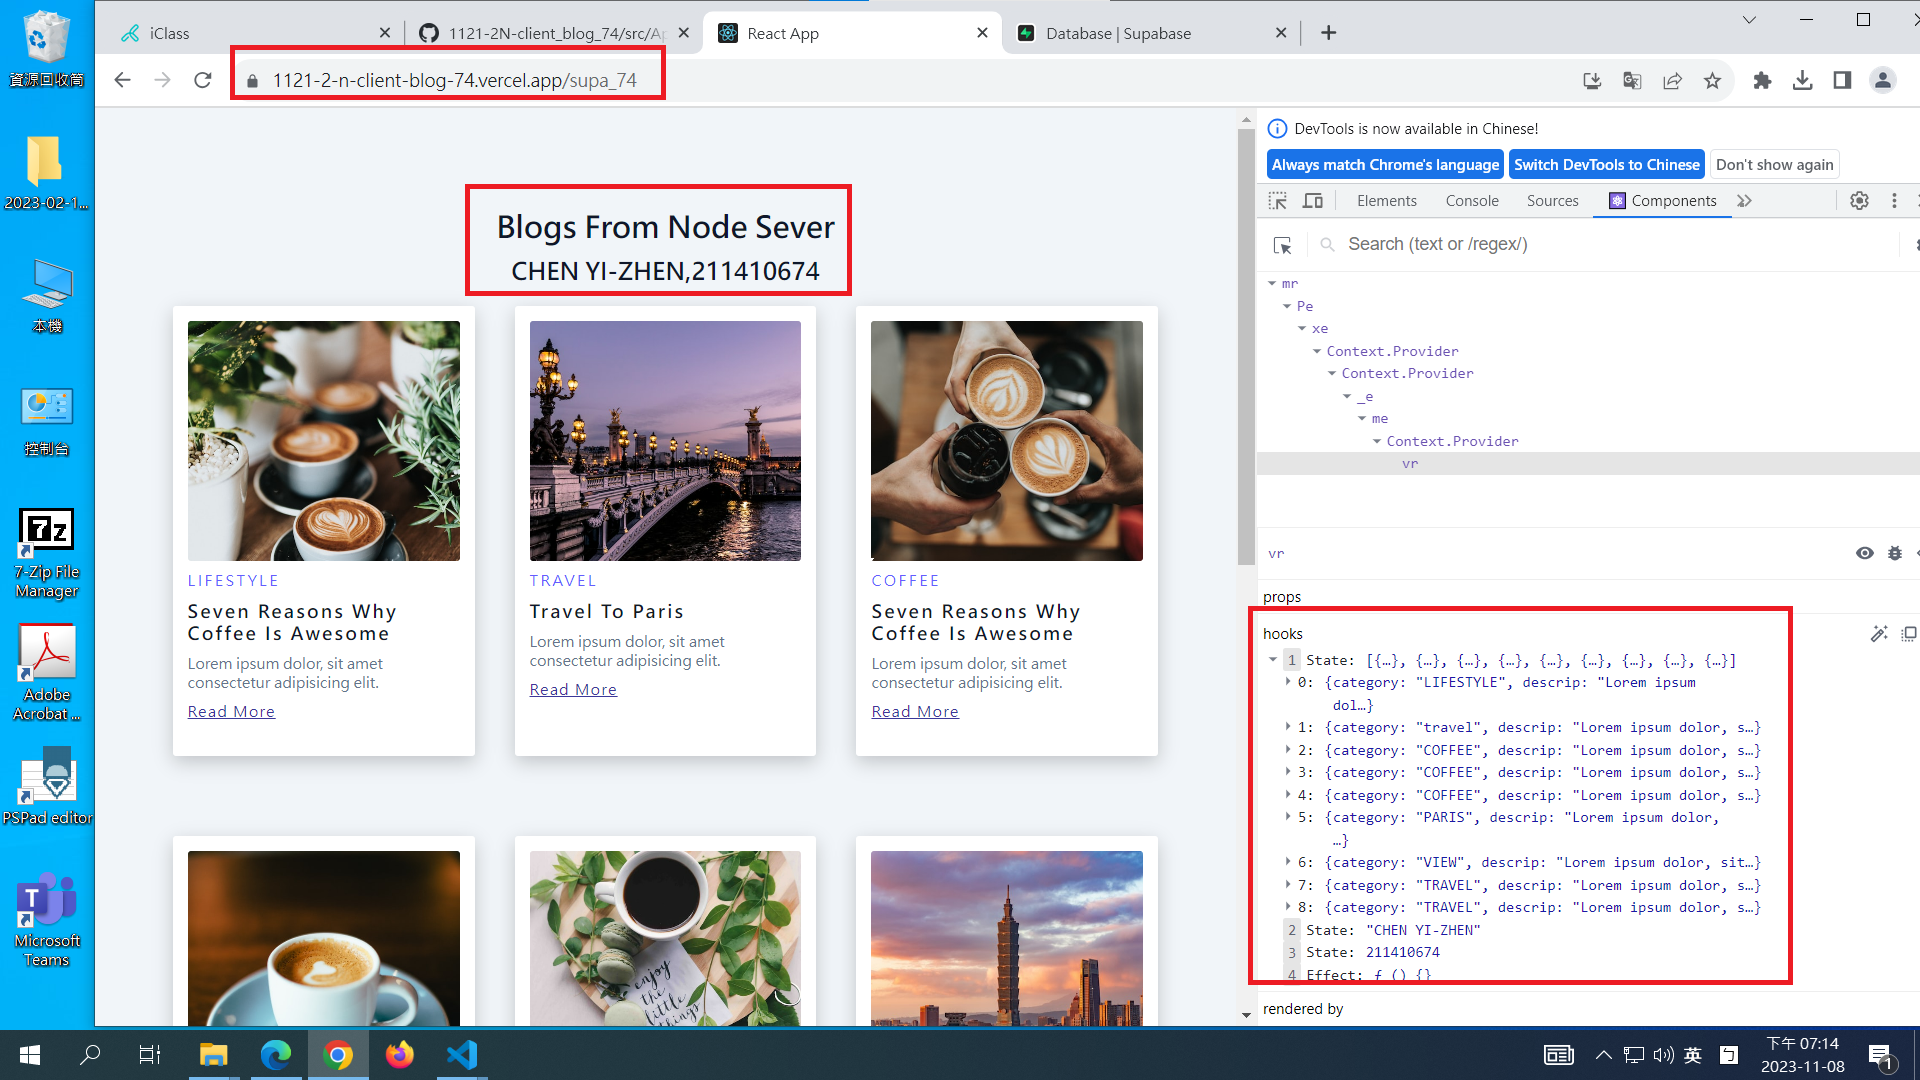 資源回收筒
2023-02-1...
本機
控制台
7-Zip File
Manager
Adobe
Acrobat ...
PSPad editor
Microsoft
Teams
iClass
1121-2N-client_blog_74/src/Ap
React App
Database | Supabase
1121-2-n-client-blog-74.vercel.app/supa_74
Blogs From Node Sever
CHEN YI-ZHEN,211410674
LIFESTYLE
Seven Reasons Why
Coffee Is Awesome
Lorem ipsum dolor, sit amet
consectetur adipisicing elit.
Read More
TRAVEL
Travel To Paris
Lorem ipsum dolor, sit amet
consectetur adipisicing elit.
Read More
COFFEE
Seven Reasons Why
Coffee Is Awesome
Lorem ipsum dolor, sit amet
consectetur adipisicing elit.
Read More
enjoy
the
little
things
DevTools is now available in Chinese!
Always match Chrome's language
Switch DevTools to Chinese
Don't show again
Elements
Console
Sources
Components
Search (text or /regex/)
mr
Pe
xe
Context.Provider
Context.Provider
_e
me
Context.Provider
vr
vr
props
hooks
1 State: [{…}, {…}, {…}, {…}, {…}, {…}, {…}, {…}, {…}]
0: {category: "LIFESTYLE", descrip: "Lorem ipsum
dol…}
1: {category: "travel", descrip: "Lorem ipsum dolor, s…}
2: {category: "COFFEE", descrip: "Lorem ipsum dolor, s…}
3: {category: "COFFEE", descrip: "Lorem ipsum dolor, s…}
4: {category: "COFFEE", descrip: "Lorem ipsum dolor, s…}
5: {category: "PARIS", descrip: "Lorem ipsum dolor,
…}
6: {category: "VIEW", descrip: "Lorem ipsum dolor, sit…}
7: {category: "TRAVEL", descrip: "Lorem ipsum dolor, s…}
8: {category: "TRAVEL", descrip: "Lorem ipsum dolor, s…}
2 State: "CHEN YI-ZHEN"
3 State: 211410674
4 Effect: ƒ () {}
rendered by
英
ㄅ
下午 07:14
2023-11-08
1